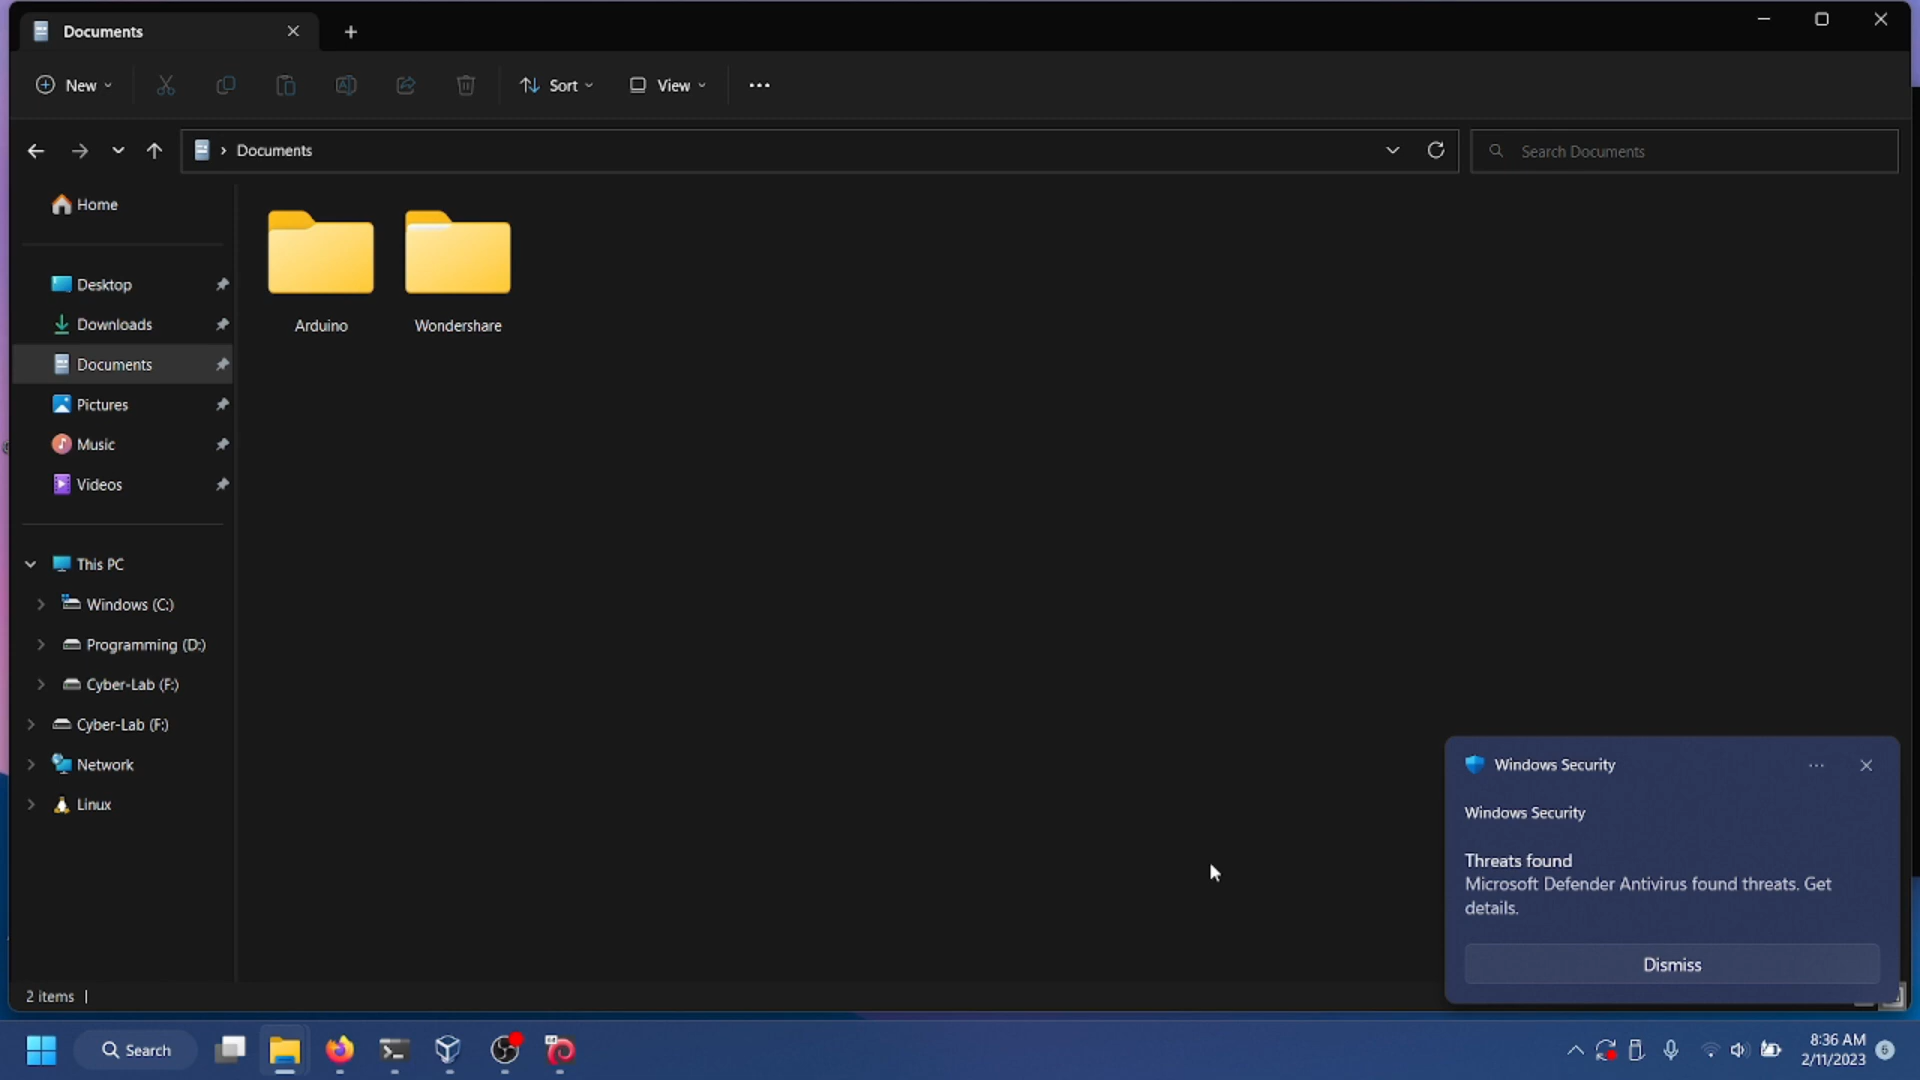 Documents
New
Sort
View
Documents
Search Documents
Home
Desktop
Downloads
Documents
Pictures
Music
Videos
This PC
Windows (C:)
Programming (D:)
Cyber-Lab (F:)
Cyber-Lab (F:)
Network
Linux
Arduino
Wondershare
Windows Security
Windows Security
Threats found
Microsoft Defender Antivirus found threats. Get
details.
Dismiss
2 items
Search
8:36 AM
2/11/2023
6